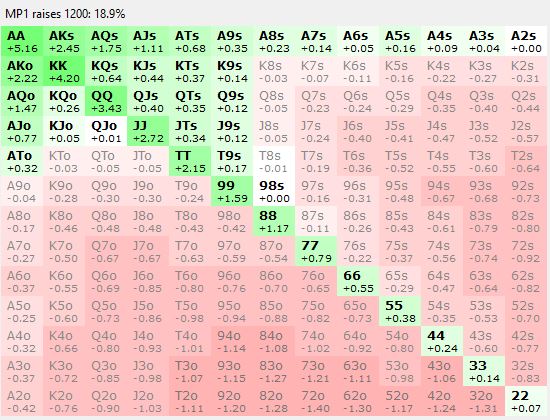 MP1 raises 1200: 18.9%
AA AKs AQs AJs ATs A9s A8s A7s A6s A5s A4s A3s A2s
+5.16 +2.45 +1.75 +1.11 +0.68 +0.35 +0.23 +0.14 +0.05 +0.16 +0.09 +0.04 +0.00
AKo KK KQs KJs KTs K9s K8s K7s K6s K5s K4s K3s K2s
+2.22 +4.20 +0.64 +0.44 +0.37 +0.14 -0.03 -0.07 -0.11 -0.16 -0.22 -0.27 -0.31
AQo KQo QQ QJs QTs Q9s Q8s Q7s Q6s Q5s Q4s Q3s Q2s
+1.47 +0.26 +3.43 +0.40 +0.35 +0.12 -0.05 -0.23 -0.24 -0.29 -0.35 -0.40 -0.44
AJo KJo QJo JJ JTs J9s J8s J7s J6s J5s J4s J3s J2s
+0.77 +0.05 +0.01 +2.72 +0.34 +0.12 -0.05 -0.24 -0.40 -0.41 -0.47 -0.52 -0.57
ATo KTo QTo JTo TT T9s T8s T7s T6s T5s T4s T3s T2s
+0.32 -0.03 -0.05 -0.05 +2.15 +0.17 -0.01 -0.19 -0.36 -0.52 -0.55 -0.60 -0.64
A9o K9o Q9o J9o T9o 99 98s 97s 96s 95s 94s 93s 92s
-0.04 -0.28 -0.30 -0.30 -0.24 +1.59 +0.00 -0.16 -0.31 -0.48 -0.67 -0.68 -0.73
A8o K8o Q8o J8o T8o 98o 88 87s 86s 85s 84s 83s 82s
-0.17 -0.46 -0.48 -0.48 -0.43 -0.42 +1.17 -0.11 -0.26 -0.43 -0.61 -0.79 -0.80
A7o K7o Q7o J7o T7o 97o 87o 77 76s 75s 74s 73s 72s
-0.27 -0.50 -0.67 -0.67 -0.63 -0.59 -0.54 +0.79 -0.22 -0.37 -0.56 -0.74 -0.92
A6o K6o Q6o J6o T6o 96o 86o 76o 66 65s 64s 63s 62s
-0.37 -0.55 -0.69 -0.85 -0.80 -0.76 -0.70 -0.65 +0.55 -0.29 -0.47 -0.64 -0.82
A5o K5o Q5o J5o T5o 95o 85o 75o 65o 55 54s 53s 52s
-0.25 -0.60 -0.73 -0.86 -0.98 -0.94 -0.88 -0.82 -0.73 +0.38 -0.35 -0.53 -0.70
A4o K4o Q4o J4o T4o 94o 84o 74o 64o 54o 44 43s 42s
-0.32 -0.66 -0.80 -0.93 -1.01 -1.14 -1.08 -1.02 -0.92 -0.80 +0.24 -0.60 -0.77
A3o K3o Q3o J3o T3o 93o 83o 73o 63o 53o 43o 33 32s
-0.37 -0.72 -0.85 -0.98 -1.07 -1.15 -1.27 -1.21 -1.11 -0.98 -1.06 +0.14 -0.83
A2o K2o Q2o J2o T2o 92o 82o 72o 62o 52o 42o 32o 22
-0.42 -0.76 -0.90 -1.03 -1.11 -1.20 -1.28 -1.40 -1.30 -1.17 -1.24 -1.31 +0.07